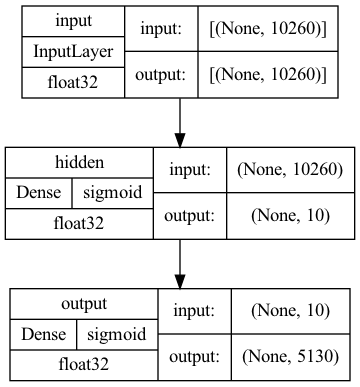 input
InputLayer
float32
input:
[(None, 10260)]
output:
[(None, 10260)]
hidden
Dense
sigmoid
float32
input:
(None, 10260)
output:
(None, 10)
output
Dense
sigmoid
float32
input:
(None, 10)
output:
(None, 5130)